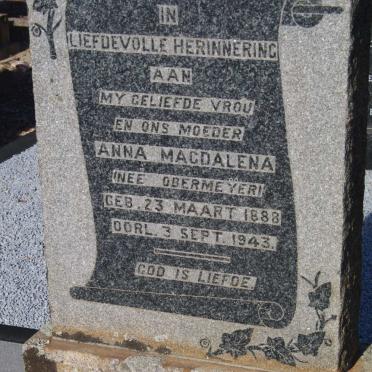 IN
LIEFDEVOLLE HERINNERING
AAN
MY GELIEFDE VROU
EN ONS MOEDER
ANNA MAGDALENA
(NEE OBERMEYER)
GEB. 23 MAART 1888
OORL. 3 SEPT. 1943.
GOD IS LIEFDE.